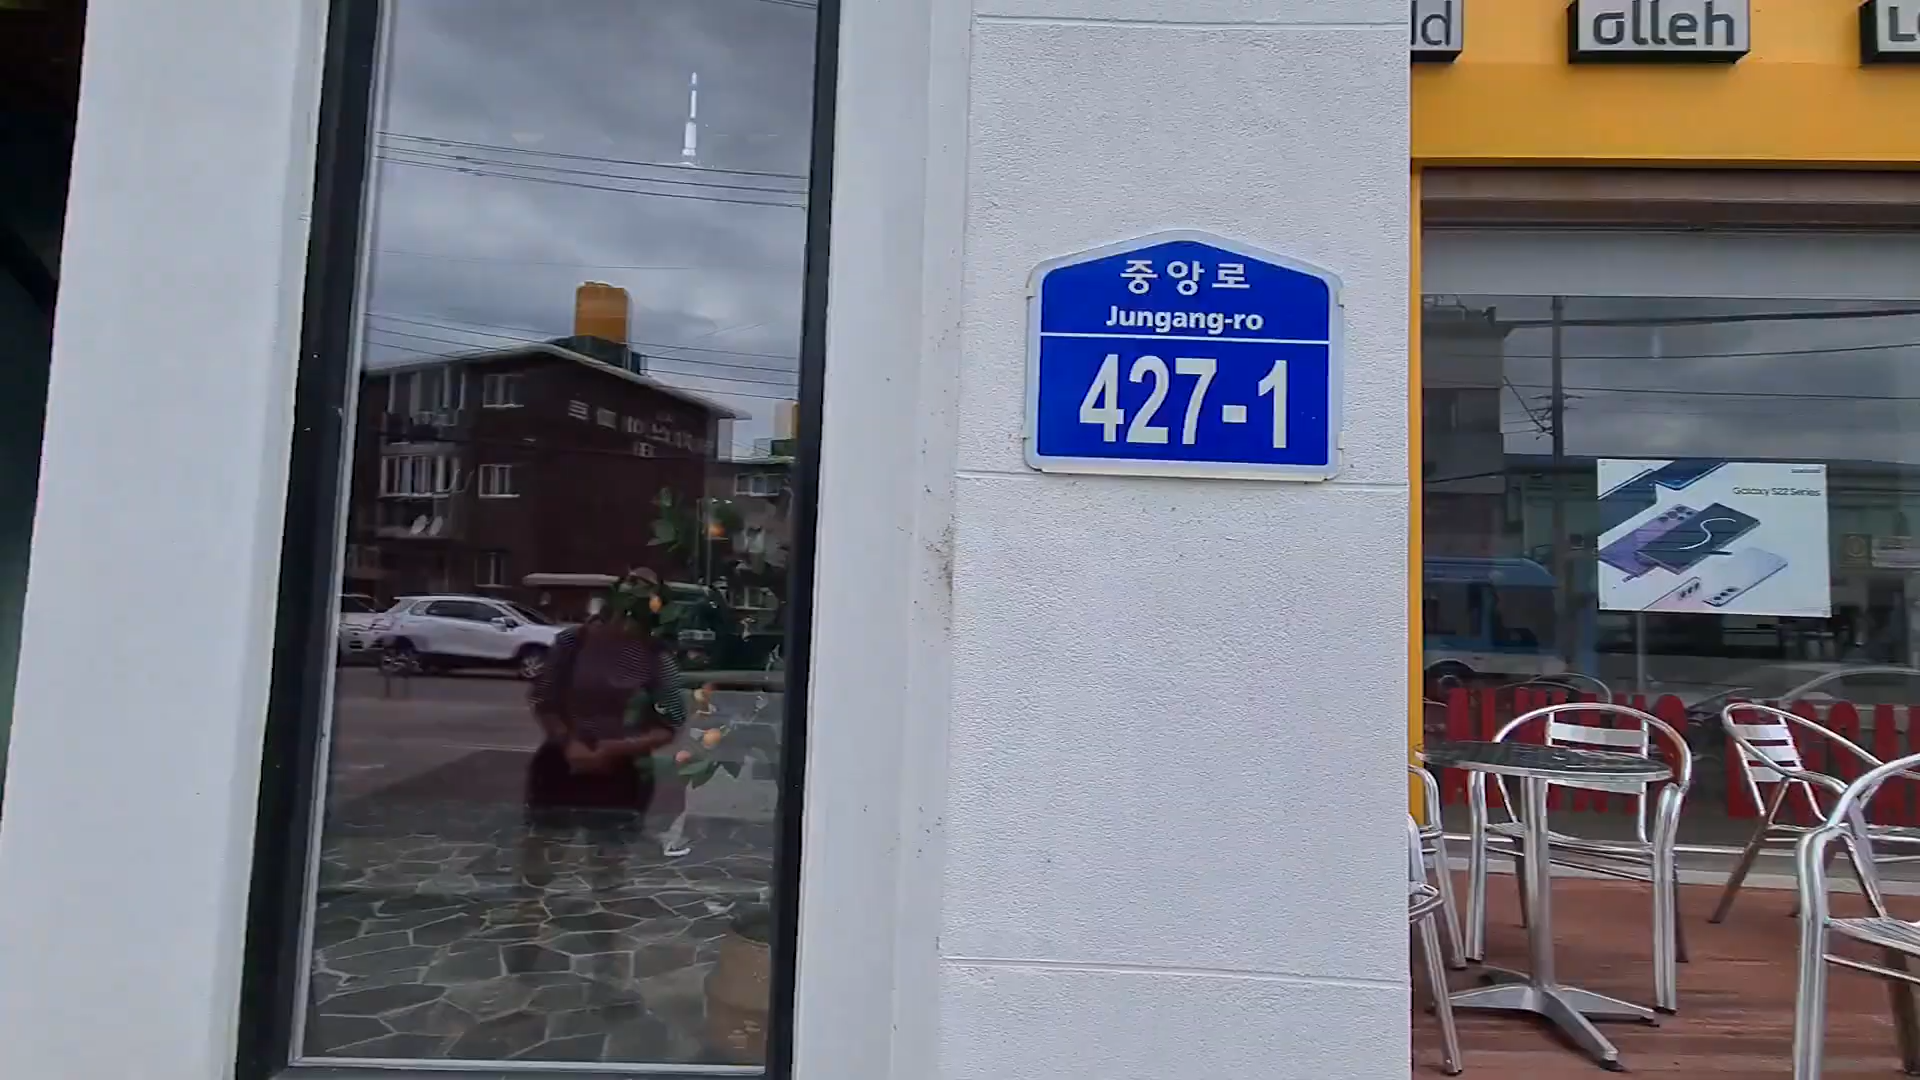 olleh
중앙로
Jungang-ro
427-1
Galaxy S22 Series